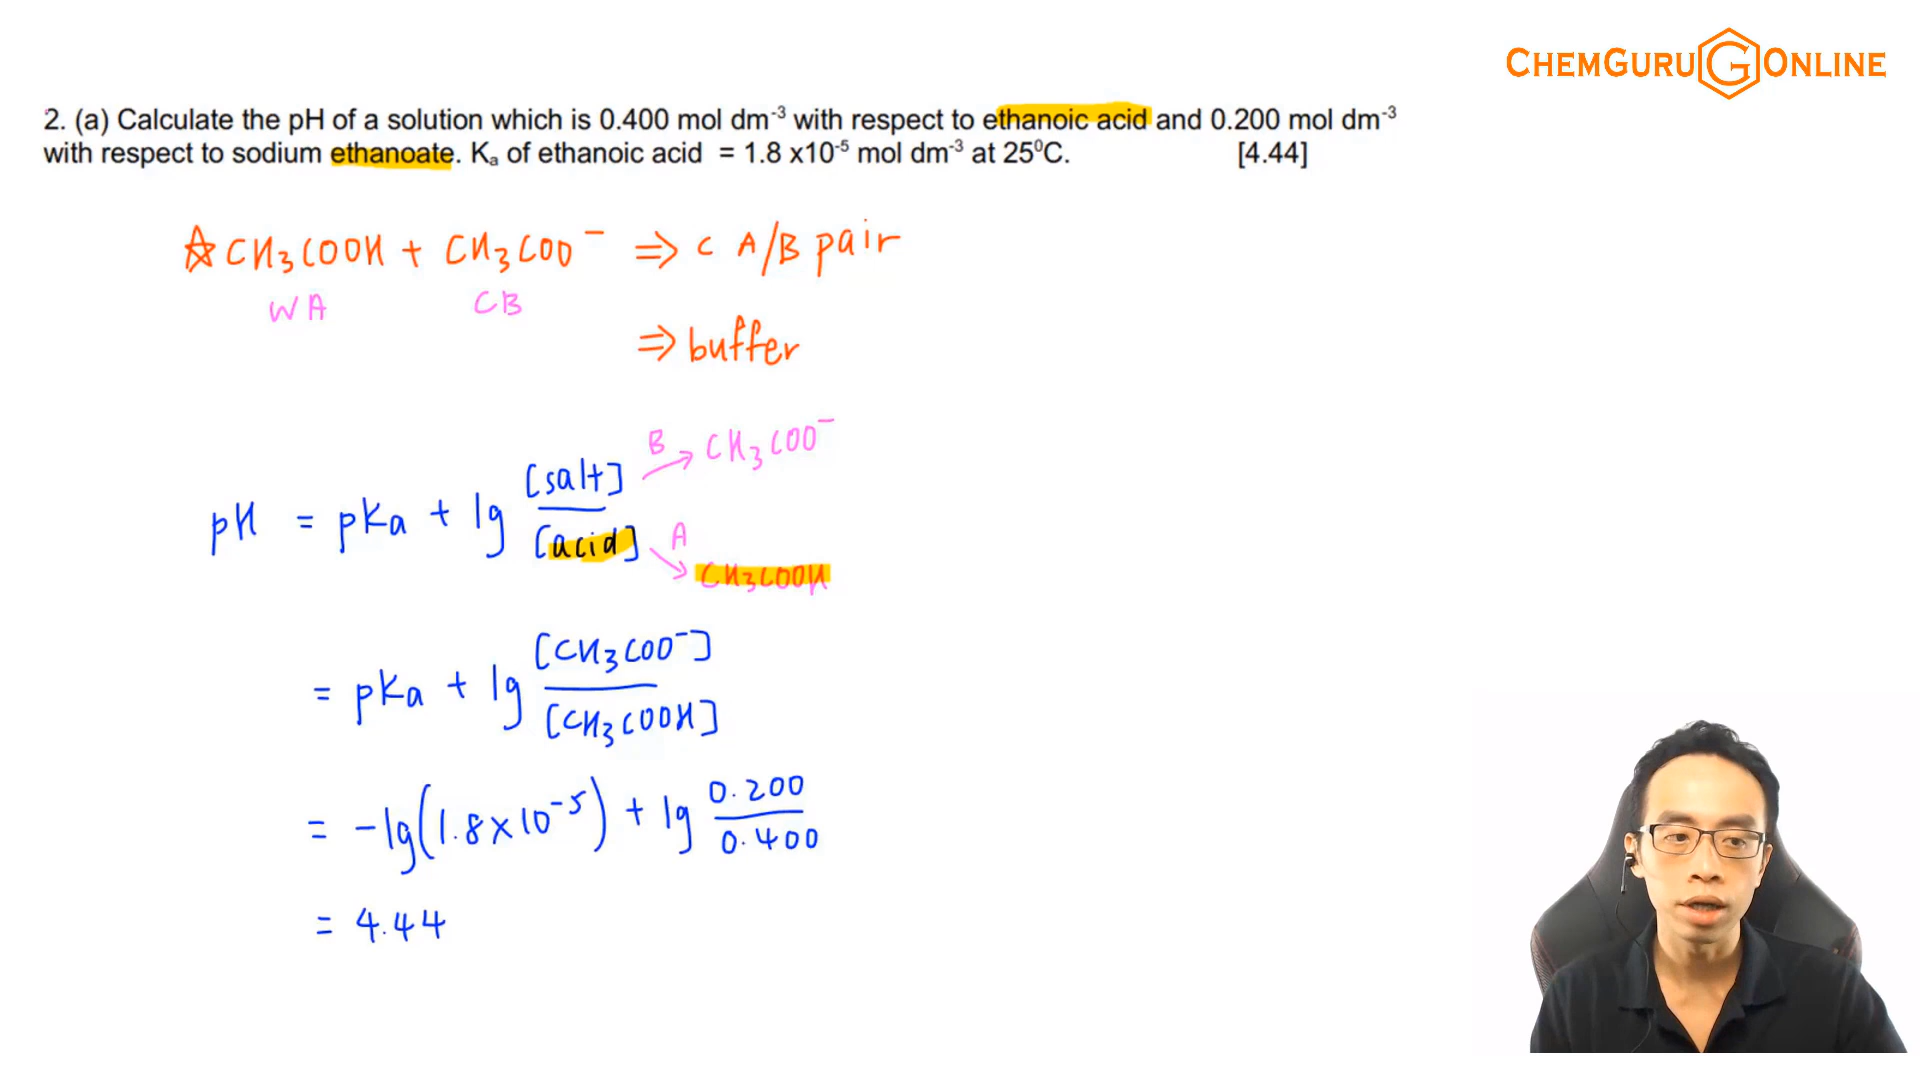 CHEMGURU G ONLINE
2. (a) Calculate the pH of a solution which is 0.400 mol dm⁻³ with respect to ethanoic acid and 0.200 mol dm⁻³
with respect to sodium ethanoate. Kₐ of ethanoic acid = 1.8 x10⁻⁵ mol dm⁻³ at 25⁰C. [4.44]
☆ CH₃COOH + CH₃COO⁻ ⇒ C A/B pair
WA CB
⇒ buffer
pH = pKa + lg [salt] / [acid]
B → CH₃COO⁻
A → CH₃COOH
= pKa + lg [CH₃COO⁻] / [CH₃COOH]
= -lg(1.8×10⁻⁵) + lg 0.200 / 0.400
= 4.44